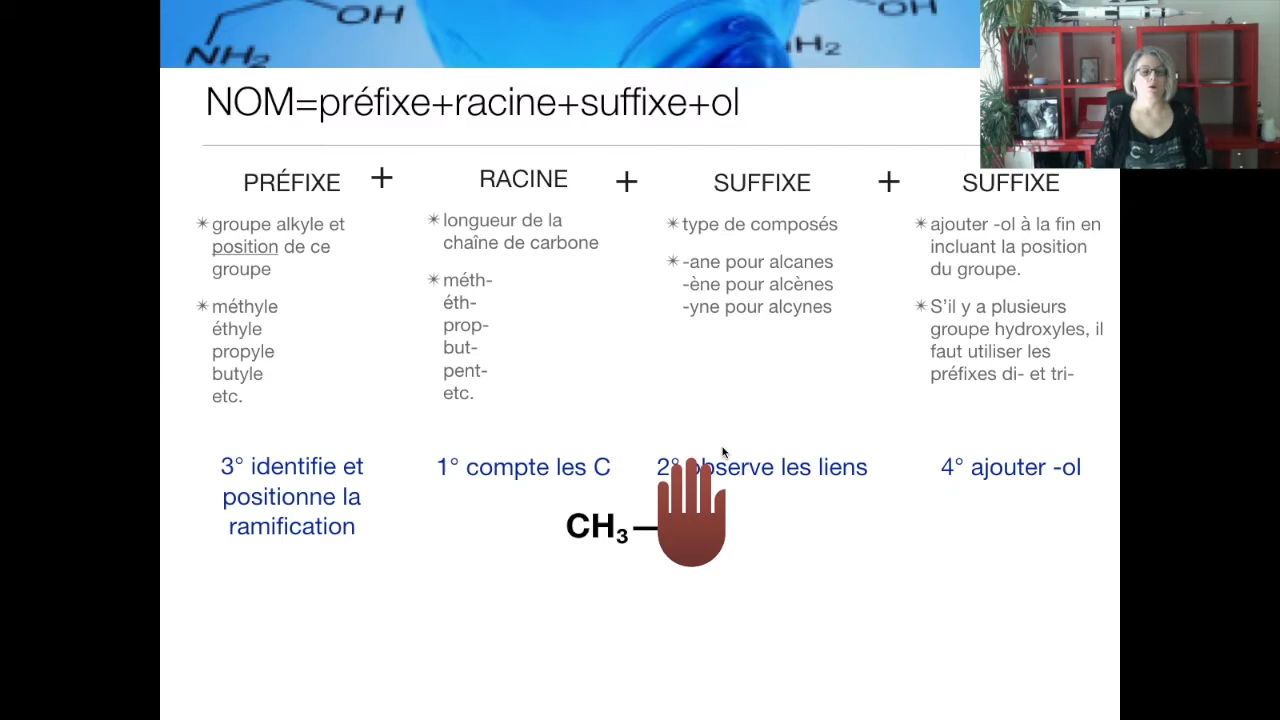 OH
NH₂
OH
H₂
NOM=préfixe+racine+suffixe+ol
PRÉFIXE + RACINE + SUFFIXE + SUFFIXE
✴groupe alkyle et
position de ce
groupe
✴méthyle
éthyle
propyle
butyle
etc.
3° identifie et
positionne la
ramification
✴longueur de la
chaîne de carbone
✴méth-
éth-
prop-
but-
pent-
etc.
1° compte les C
✴type de composés
✴-ane pour alcanes
-ène pour alcènes
-yne pour alcynes
2° observe les liens
✴ajouter -ol à la fin en
incluant la position
du groupe.
✴S’il y a plusieurs
groupe hydroxyles, il
faut utiliser les
préfixes di- et tri-
4° ajouter -ol
CH₃—